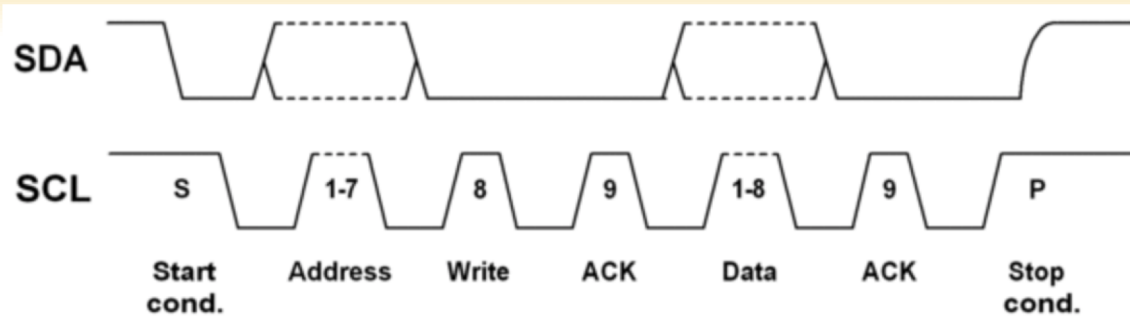 SDA
SCL
S 1-7 8 9 1-8 9 P
Start Address Write ACK Data ACK Stop
cond. cond.